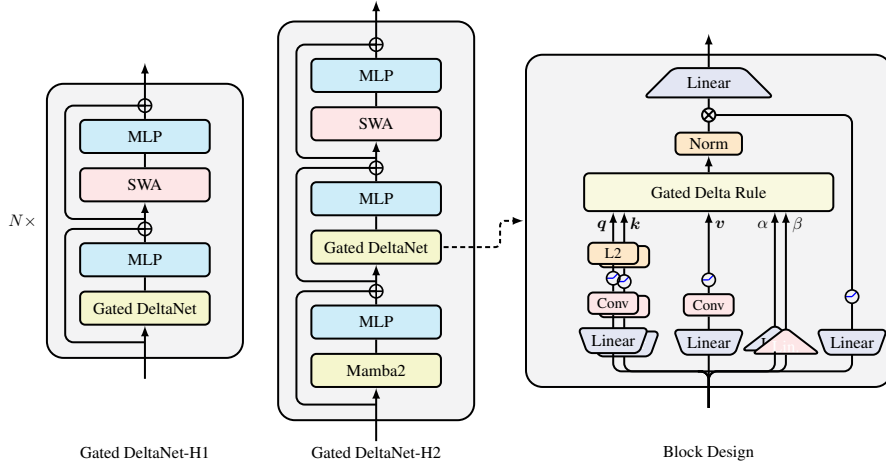 N×
MLP
SWA
MLP
Gated DeltaNet
Gated DeltaNet-H1
MLP
SWA
MLP
Gated DeltaNet
MLP
Mamba2
Gated DeltaNet-H2
Linear
Norm
Gated Delta Rule
q k v α β
L2
Conv Conv
Linear Linear Lin Linear
Block Design